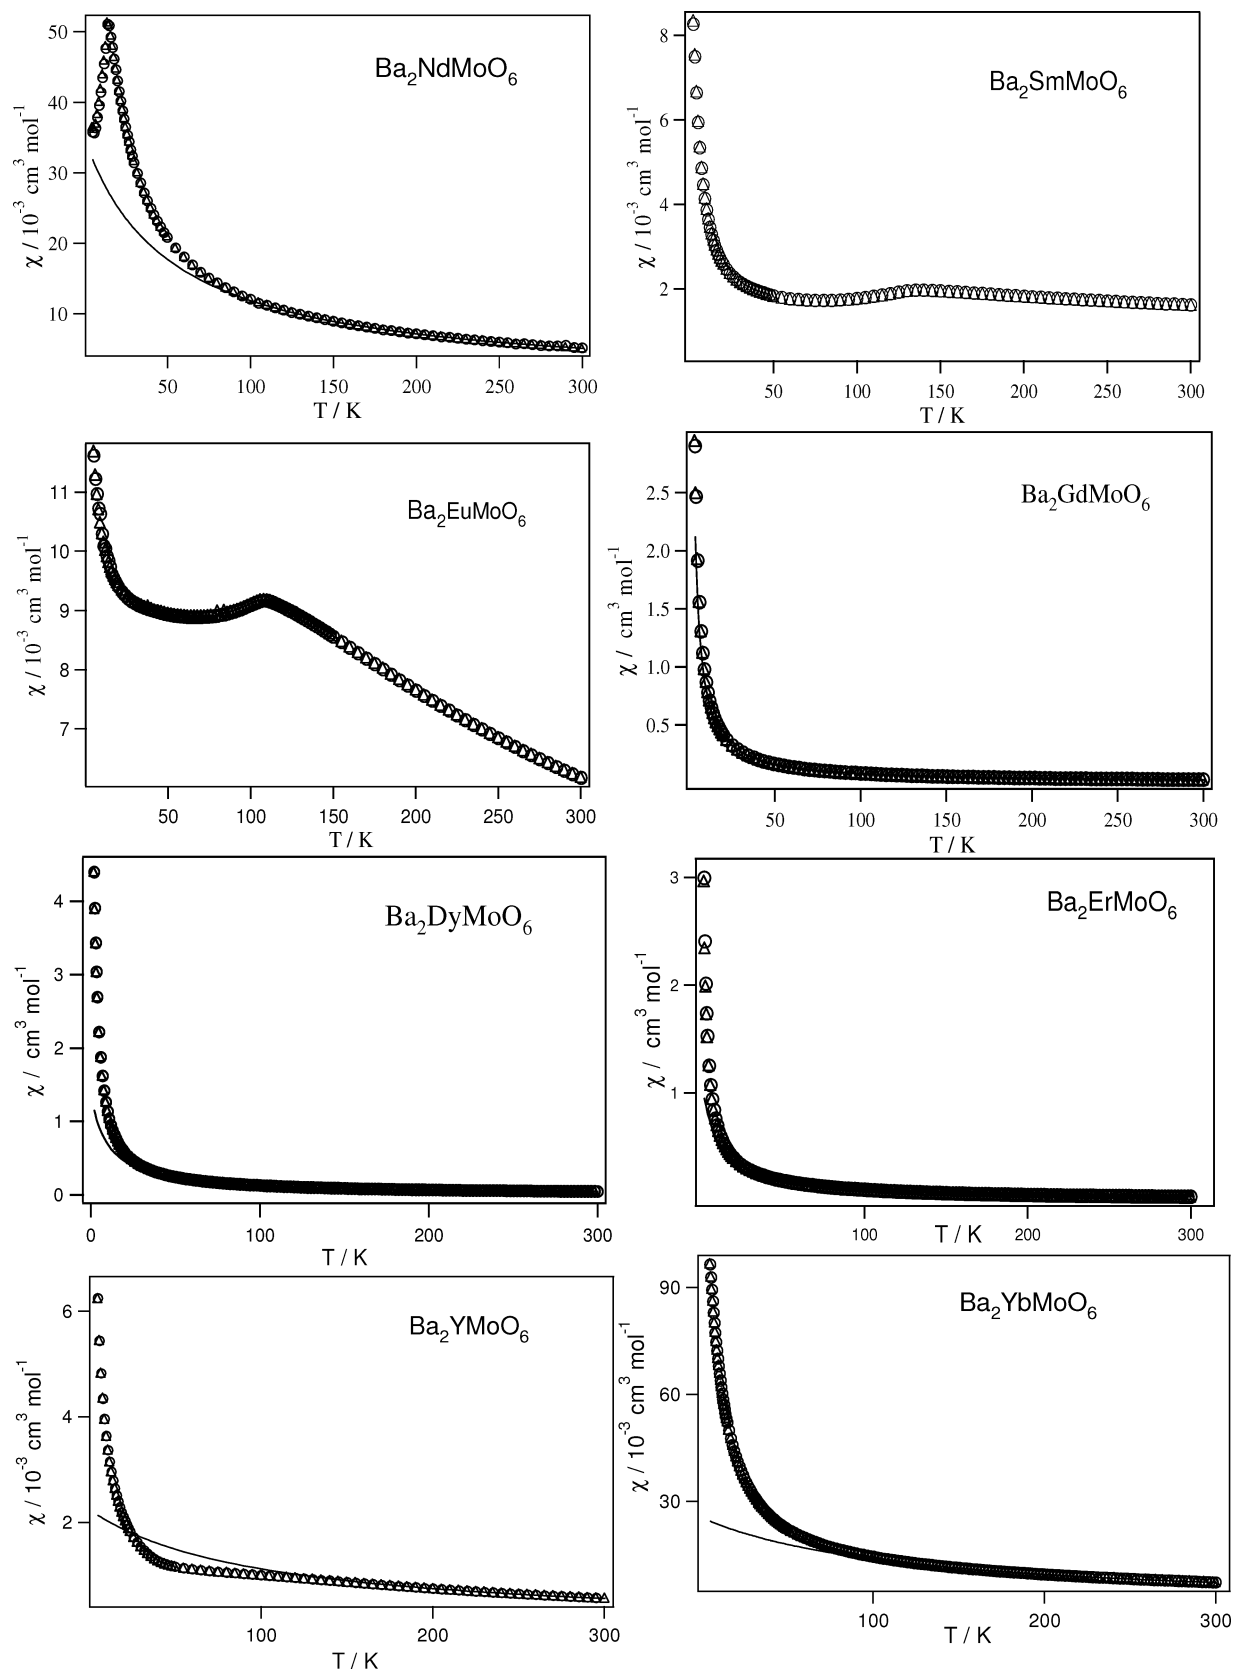 Ba2NdMoO6
χ / 10-3 cm3 mol-1
50
40
30
20
10
50 100 150 200 250 300
T / K
Ba2SmMoO6
χ / 10-3 cm3 mol-1
8
6
4
2
50 100 150 200 250 300
T / K
Ba2EuMoO6
χ / 10-3 cm3 mol-1
11
10
9
8
7
50 100 150 200 250 300
T / K
Ba2GdMoO6
χ / cm3 mol-1
2.5
2.0
1.5
1.0
0.5
50 100 150 200 250 300
T / K
Ba2DyMoO6
χ / cm3 mol-1
4
3
2
1
0
0 100 200 300
T / K
Ba2ErMoO6
χ / cm3 mol-1
3
2
1
100 200 300
T / K
Ba2YMoO6
χ / 10-3 cm3 mol-1
6
4
2
100 200 300
T / K
Ba2YbMoO6
χ / 10-3 cm3 mol-1
90
60
30
100 200 300
T / K